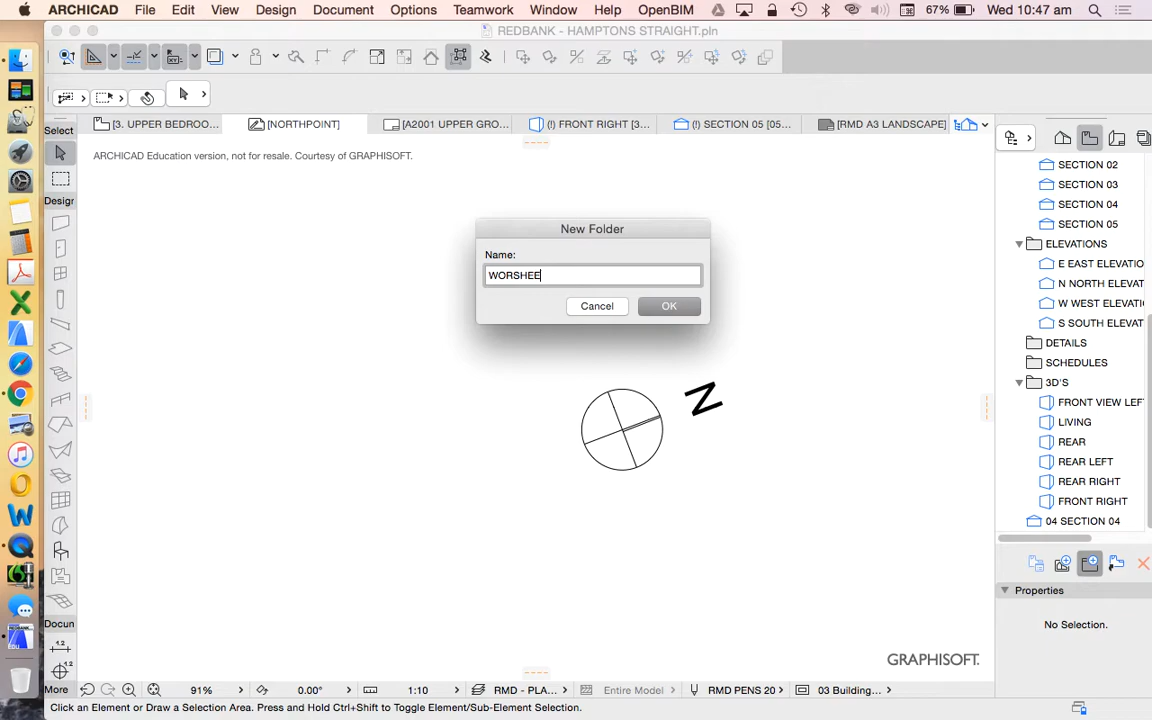 ARCHICAD File Edit View Design Document Options Teamwork Window Help OpenBIM 67% Wed 10:47 am
REDBANK - HAMPTONS STRAIGHT.pln
[3. UPPER BEDROO... [NORTHPOINT] [A2001 UPPER GRO... (!) FRONT RIGHT [3... (!) SECTION 05 [05... [RMD A3 LANDSCAPE]
Select
ARCHICAD Education version, not for resale. Courtesy of GRAPHISOFT.
Desigr
New Folder
Name:
WORSHEE
Cancel OK
N
SECTION 02
SECTION 03
SECTION 04
SECTION 05
ELEVATIONS
E EAST ELEVATIO
N NORTH ELEVAT
W WEST ELEVATI
S SOUTH ELEVAT
DETAILS
SCHEDULES
3D'S
FRONT VIEW LEF
LIVING
REAR
REAR LEFT
REAR RIGHT
FRONT RIGHT
04 SECTION 04
Properties
No Selection.
Docun
1.2
1.2
GRAPHISOFT.
More 91% 0.00° 1:10 RMD - PLA... Entire Model RMD PENS 20 03 Building...
Click an Element or Draw a Selection Area. Press and Hold Ctrl+Shift to Toggle Element/Sub-Element Selection.